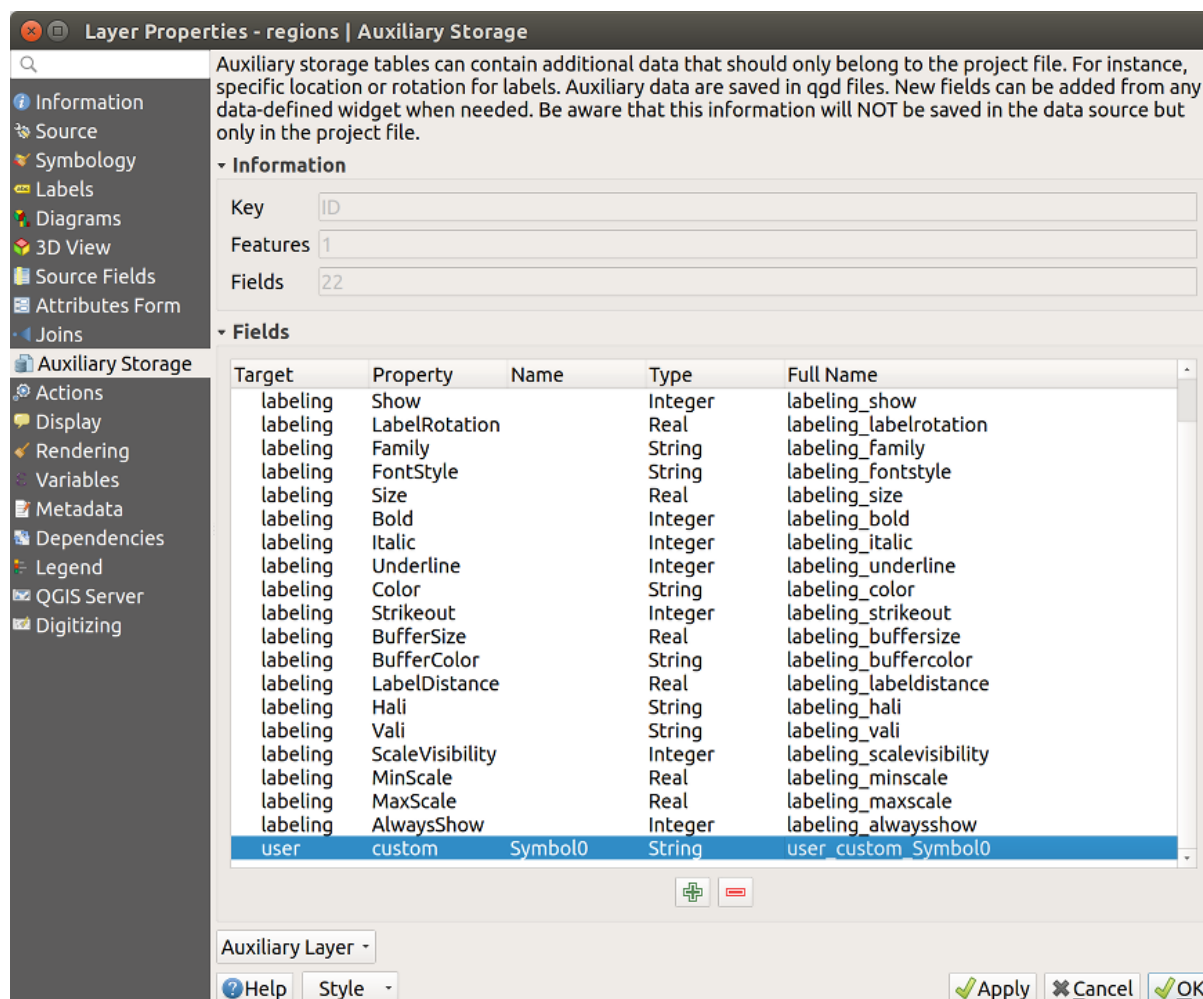 Layer Properties - regions | Auxiliary Storage
Information
Source
Symbology
Labels
Diagrams
3D View
Source Fields
Attributes Form
Joins
Auxiliary Storage
Actions
Display
Rendering
Variables
Metadata
Dependencies
Legend
QGIS Server
Digitizing
Auxiliary storage tables can contain additional data that should only belong to the project file. For instance,
specific location or rotation for labels. Auxiliary data are saved in qgd files. New fields can be added from any
data-defined widget when needed. Be aware that this information will NOT be saved in the data source but
only in the project file.
Information
Key ID
Features 1
Fields 22
Fields
Target Property Name Type Full Name
labeling Show Integer labeling_show
labeling LabelRotation Real labeling_labelrotation
labeling Family String labeling_family
labeling FontStyle String labeling_fontstyle
labeling Size Real labeling_size
labeling Bold Integer labeling_bold
labeling Italic Integer labeling_italic
labeling Underline Integer labeling_underline
labeling Color String labeling_color
labeling Strikeout Integer labeling_strikeout
labeling BufferSize Real labeling_buffersize
labeling BufferColor String labeling_buffercolor
labeling LabelDistance Real labeling_labeldistance
labeling Hali String labeling_hali
labeling Vali String labeling_vali
labeling ScaleVisibility Integer labeling_scalevisibility
labeling MinScale Real labeling_minscale
labeling MaxScale Real labeling_maxscale
labeling AlwaysShow Integer labeling_alwaysshow
user custom Symbol0 String user_custom_Symbol0
Auxiliary Layer
Help Style Apply Cancel OK